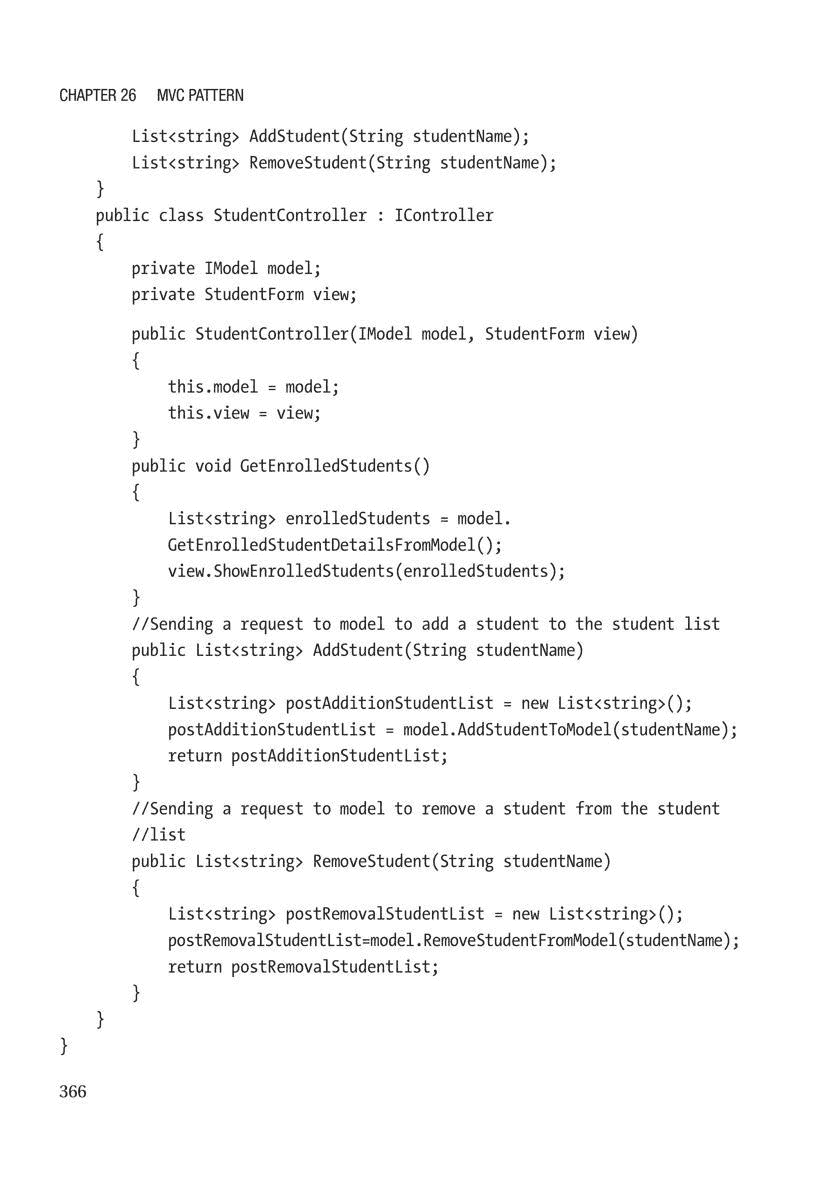 CHAPTER 26 MVC PATTERN
List<string> AddStudent(String studentName);
List<string> RemoveStudent(String studentName);
}
public class StudentController : IController
{
private IModel model;
private StudentForm view;
public StudentController(IModel model, StudentForm view)
{
this.model = model;
this.view = view;
}
public void GetEnrolledStudents()
{
List<string> enrolledStudents = model.
GetEnrolledStudentDetailsFromModel();
view.ShowEnrolledStudents(enrolledStudents);
}
//Sending a request to model to add a student to the student list
public List<string> AddStudent(String studentName)
{
List<string> postAdditionStudentList = new List<string>();
postAdditionStudentList = model.AddStudentToModel(studentName);
return postAdditionStudentList;
}
//Sending a request to model to remove a student from the student
//list
public List<string> RemoveStudent(String studentName)
{
List<string> postRemovalStudentList = new List<string>();
postRemovalStudentList=model.RemoveStudentFromModel(studentName);
return postRemovalStudentList;
}
}
}
366